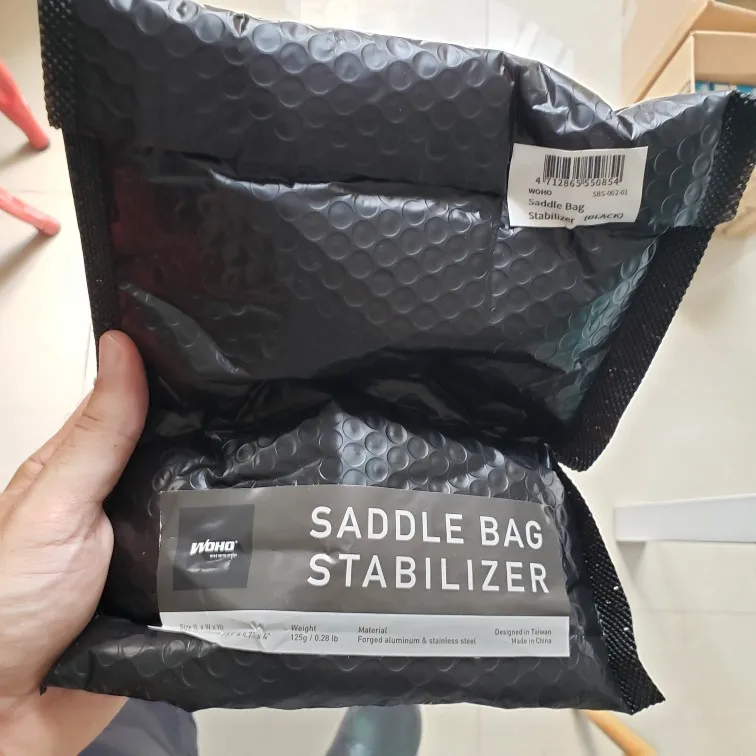 4 712865 550854
WOHO SBS-002-01
Saddle Bag
Stabilizer (BLACK)
WOHO
SADDLE BAG
STABILIZER
Size (L x W x H)
Weight
125g / 0.28 lb
Material
Forged aluminum & stainless steel
Designed in Taiwan
Made in China